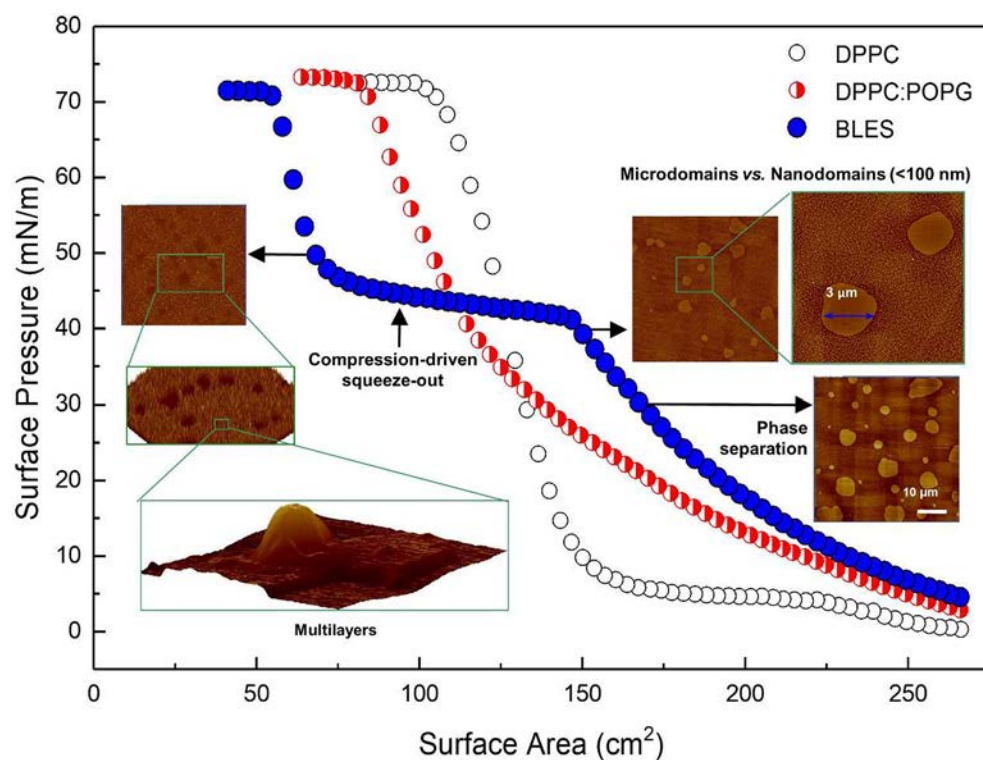 80
70
60
50
40
30
20
10
0
Surface Pressure (mN/m)
DPPC
DPPC:POPG
BLES
Microdomains vs. Nanodomains (<100 nm)
3 μm
Compression-driven
squeeze-out
Phase
separation
10 μm
Multilayers
0
50
100
150
200
250
Surface Area (cm²)